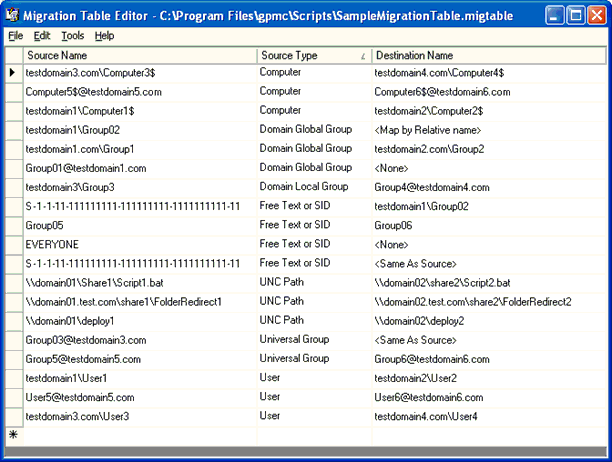 Migration Table Editor - C:\Program Files\gpmc\Scripts\SampleMigrationTable.migtable
File Edit Tools Help
Source Name Source Type Destination Name
testdomain3.com\Computer3$ Computer testdomain4.com\Computer4$
Computer5$@testdomain5.com Computer Computer6$@testdomain6.com
testdomain1\Computer1$ Computer testdomain2\Computer2$
testdomain1\Group02 Domain Global Group <Map by Relative name>
testdomain1.com\Group1 Domain Global Group testdomain2.com\Group2
Group01@testdomain1.com Domain Global Group <None>
testdomain3\Group3 Domain Local Group Group4@testdomain4.com
S-1-1-11-111111111-111111111-1111111111-11 Free Text or SID testdomain1\Group02
Group05 Free Text or SID Group06
EVERYONE Free Text or SID <None>
S-1-1-11-111111111-111111111-1111111111-11 Free Text or SID <Same As Source>
\\domain01\Share1\Script1.bat UNC Path \\domain02\share2\Script2.bat
\\domain01.test.com\share1\FolderRedirect1 UNC Path \\domain02.test.com\share2\FolderRedirect2
\\domain01\deploy1 UNC Path \\domain02\deploy2
Group03@testdomain3.com Universal Group <Same As Source>
Group5@testdomain5.com Universal Group Group6@testdomain6.com
testdomain1\User1 User testdomain2\User2
User5@testdomain5.com User User6@testdomain6.com
testdomain3.com\User3 User testdomain4.com\User4